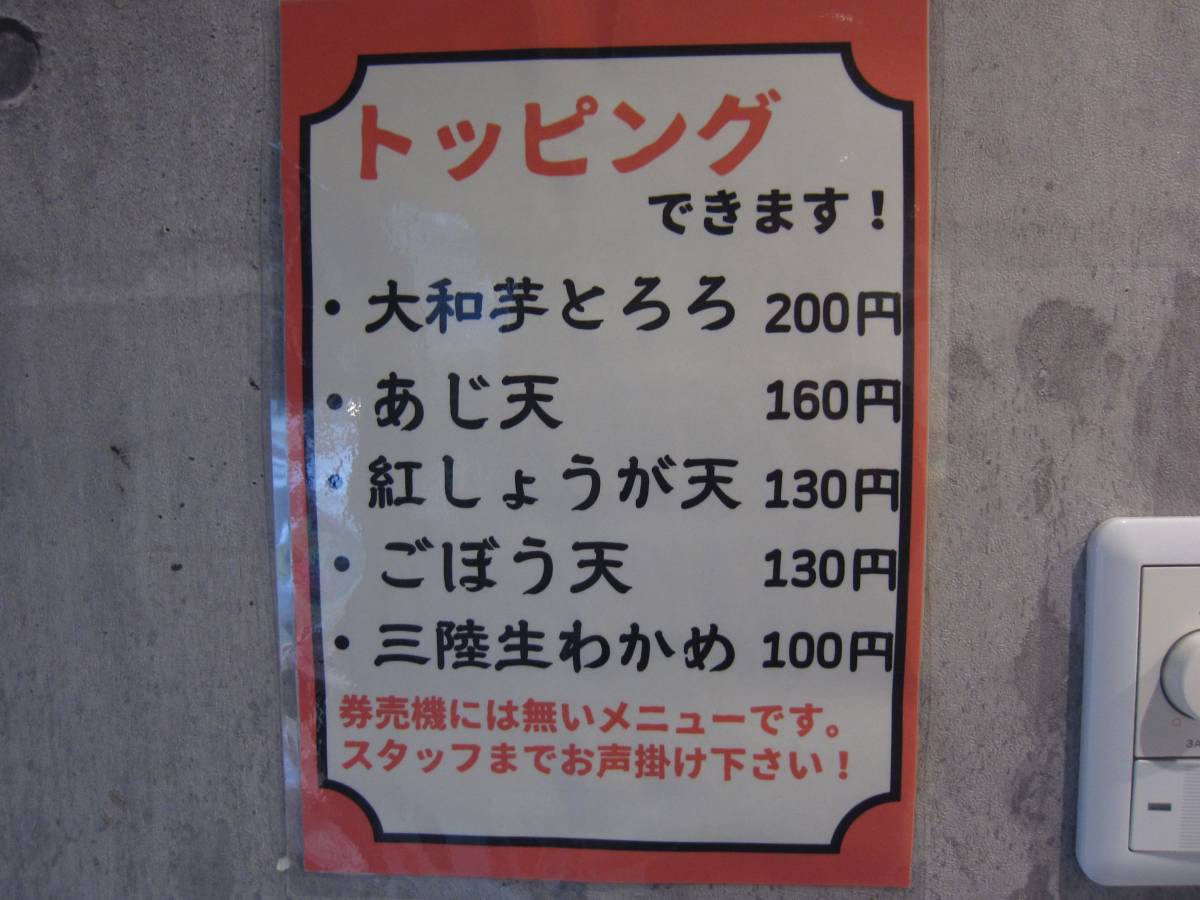 トッピング
できます！
・大和芋とろろ 200円
・あじ天 160円
・紅しょうが天 130円
・ごぼう天 130円
・三陸生わかめ 100円
券売機には無いメニューです。
スタッフまでお声掛け下さい！